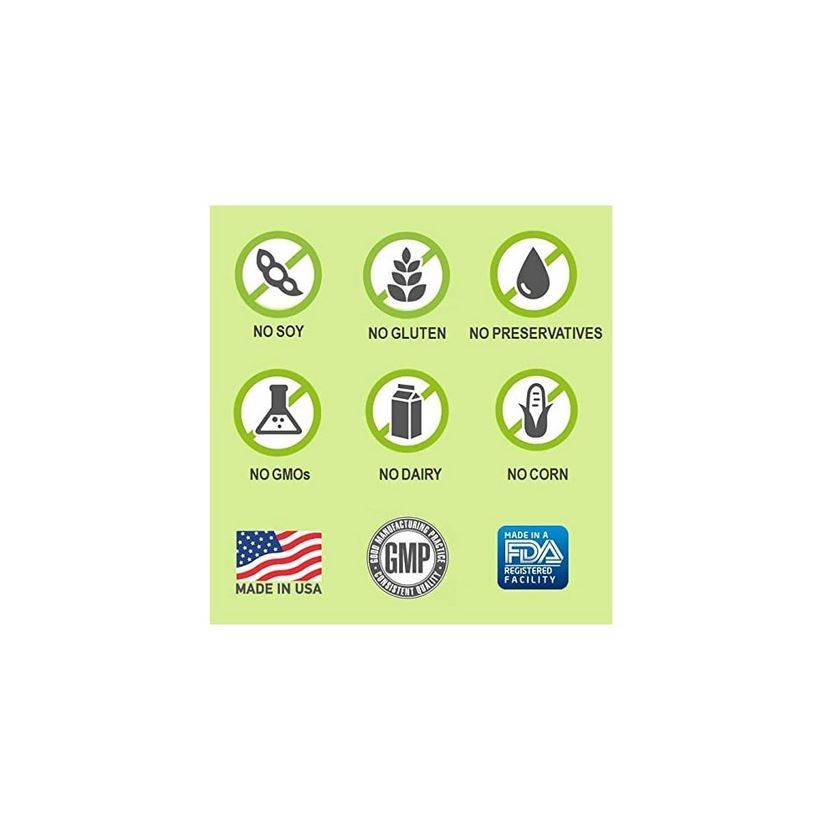 NO SOY
NO GLUTEN
NO PRESERVATIVES
NO GMOs
NO DAIRY
NO CORN
MADE IN USA
GOOD MANUFACTURING PRACTICE
GMP
CONSISTENT QUALITY
MADE IN A
FDA
REGISTERED
FACILITY